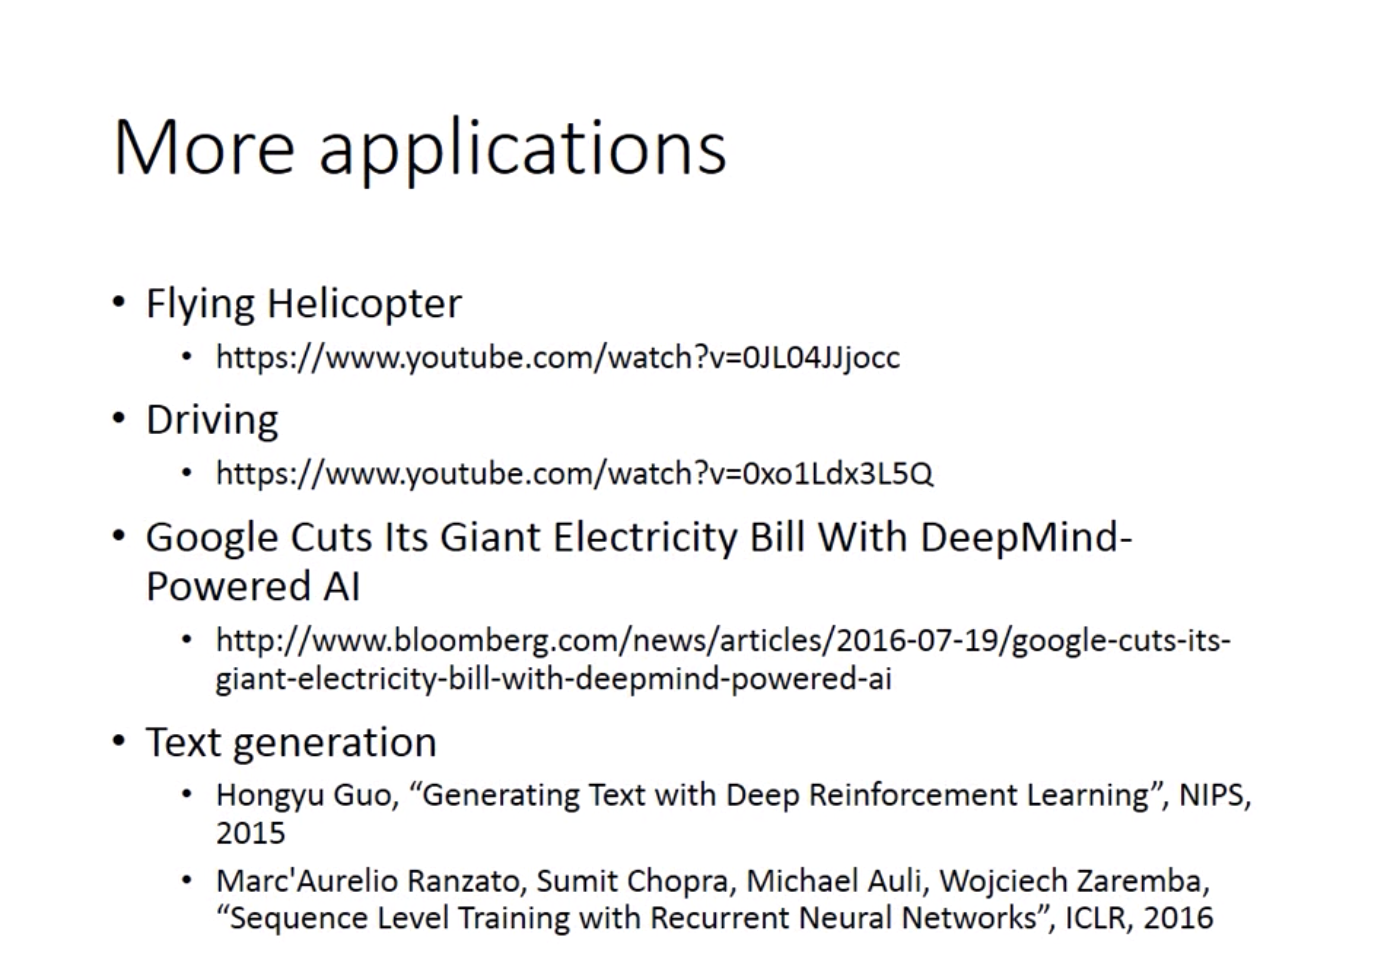 More applications
• Flying Helicopter
• https://www.youtube.com/watch?v=0JL04JJjocc
• Driving
• https://www.youtube.com/watch?v=0xo1Ldx3L5Q
• Google Cuts Its Giant Electricity Bill With DeepMind-
Powered AI
• http://www.bloomberg.com/news/articles/2016-07-19/google-cuts-its-
giant-electricity-bill-with-deepmind-powered-ai
• Text generation
• Hongyu Guo, “Generating Text with Deep Reinforcement Learning”, NIPS,
2015
• Marc'Aurelio Ranzato, Sumit Chopra, Michael Auli, Wojciech Zaremba,
“Sequence Level Training with Recurrent Neural Networks”, ICLR, 2016